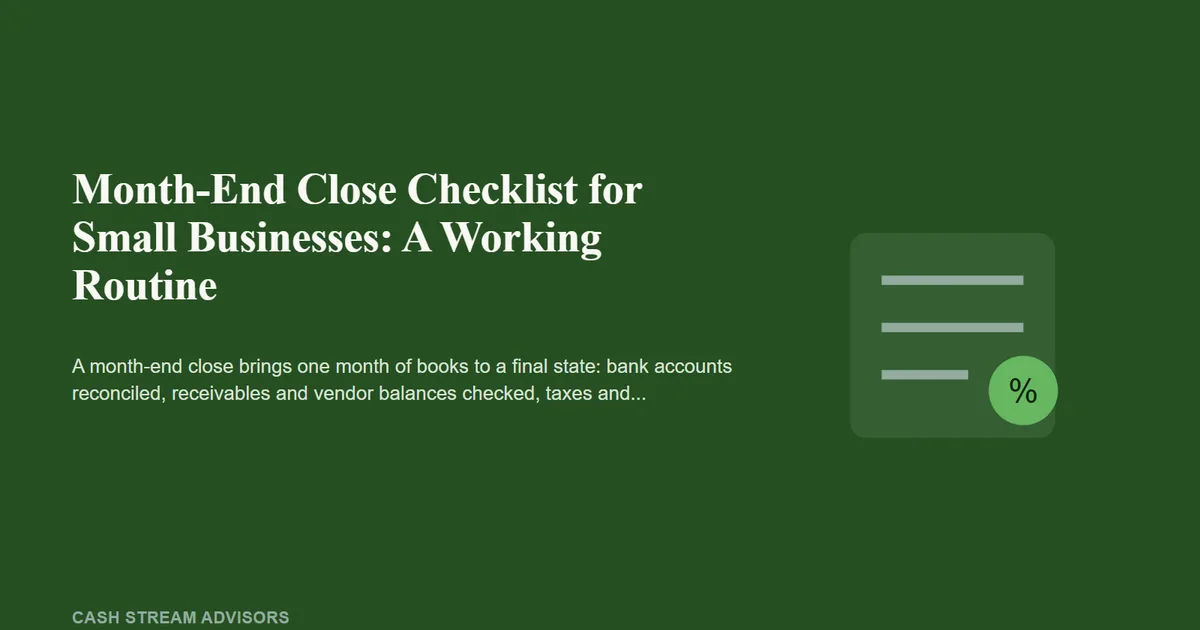 Month-End Close Checklist for
Small Businesses: A Working
Routine
A month-end close brings one month of books to a final state: bank accounts
reconciled, receivables and vendor balances checked, taxes and...
%
CASH STREAM ADVISORS